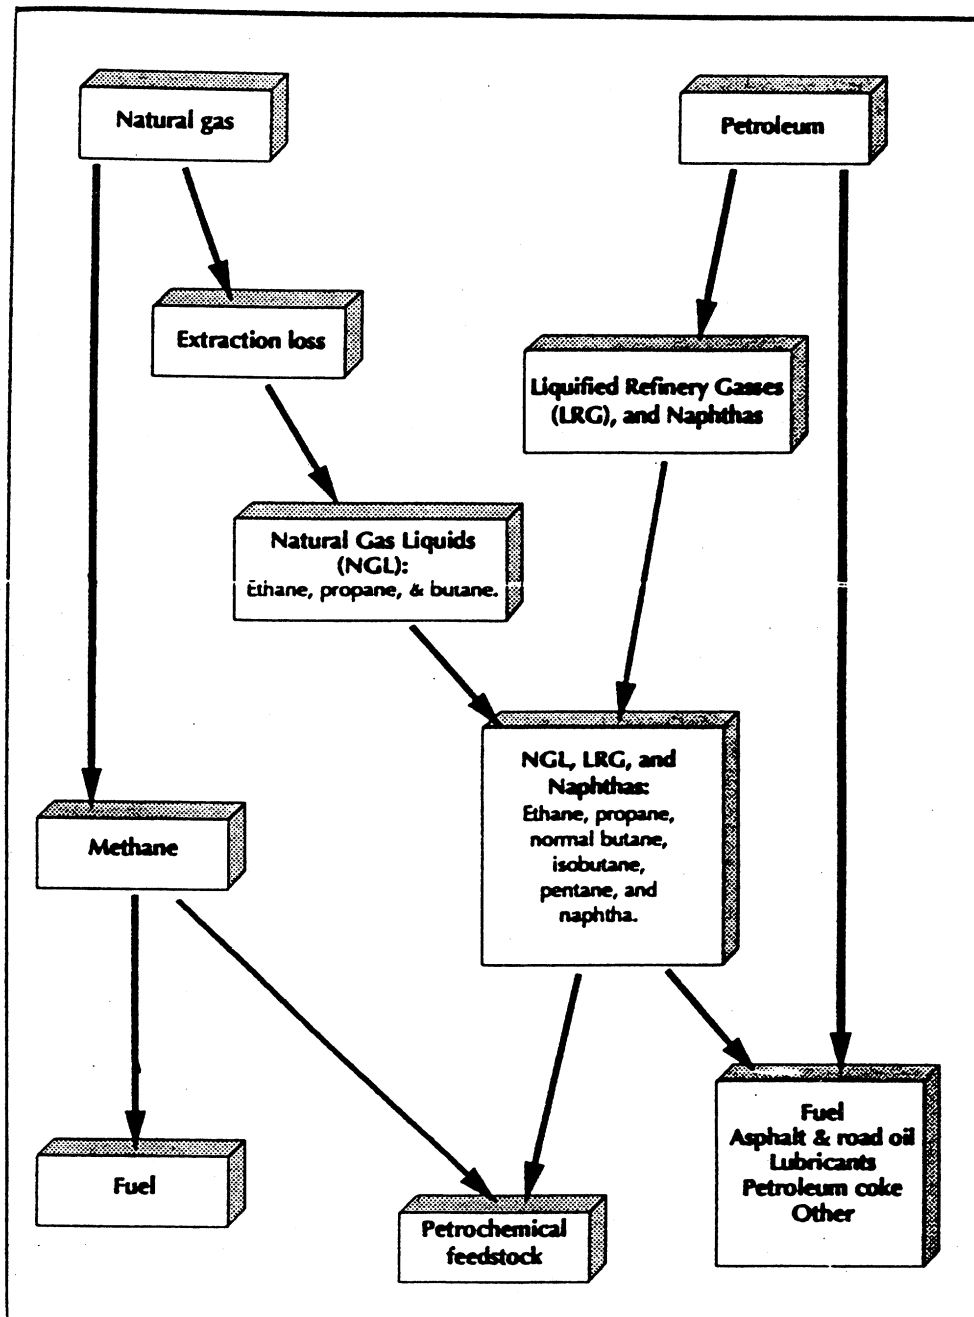 Natural gas
Petroleum
Extraction loss
Liquified Refinery Gasses
(LRG), and Naphthas
Natural Gas Liquids
(NGL):
Ethane, propane, & butane.
NGL, LRG, and
Naphthas:
Ethane, propane,
normal butane,
isobutane,
pentane, and
naphtha.
Methane
Fuel
Asphalt & road oil
Lubricants
Petroleum coke
Other
Fuel
Petrochemical
feedstock